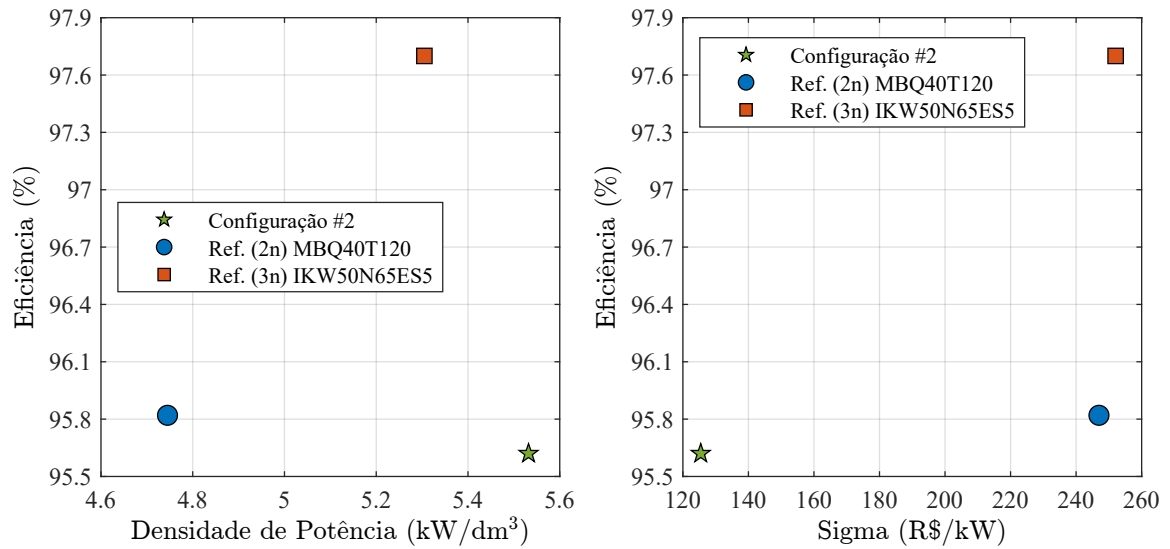 97.9
97.6
97.3
97
96.7
96.4
96.1
95.8
95.5
Eficiência (%)
Configuração #2
Ref. (2n) MBQ40T120
Ref. (3n) IKW50N65ES5
4.6 4.8 5 5.2 5.4 5.6
Densidade de Potência (kW/dm³)
97.9
97.6
97.3
97
96.7
96.4
96.1
95.8
95.5
Eficiência (%)
Configuração #2
Ref. (2n) MBQ40T120
Ref. (3n) IKW50N65ES5
120 140 160 180 200 220 240 260
Sigma (R$/kW)